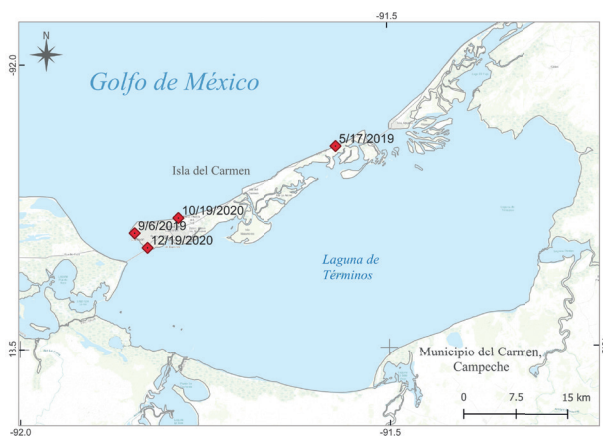 -91.5
N
-92.0
Golfo de México
5/17/2019
Isla del Carmen
10/19/2020
9/6/2019
12/19/2020
Laguna de
Términos
13.5
Municipio del Carmen,
Campeche
0 7.5 15 km
-92.0
-91.5